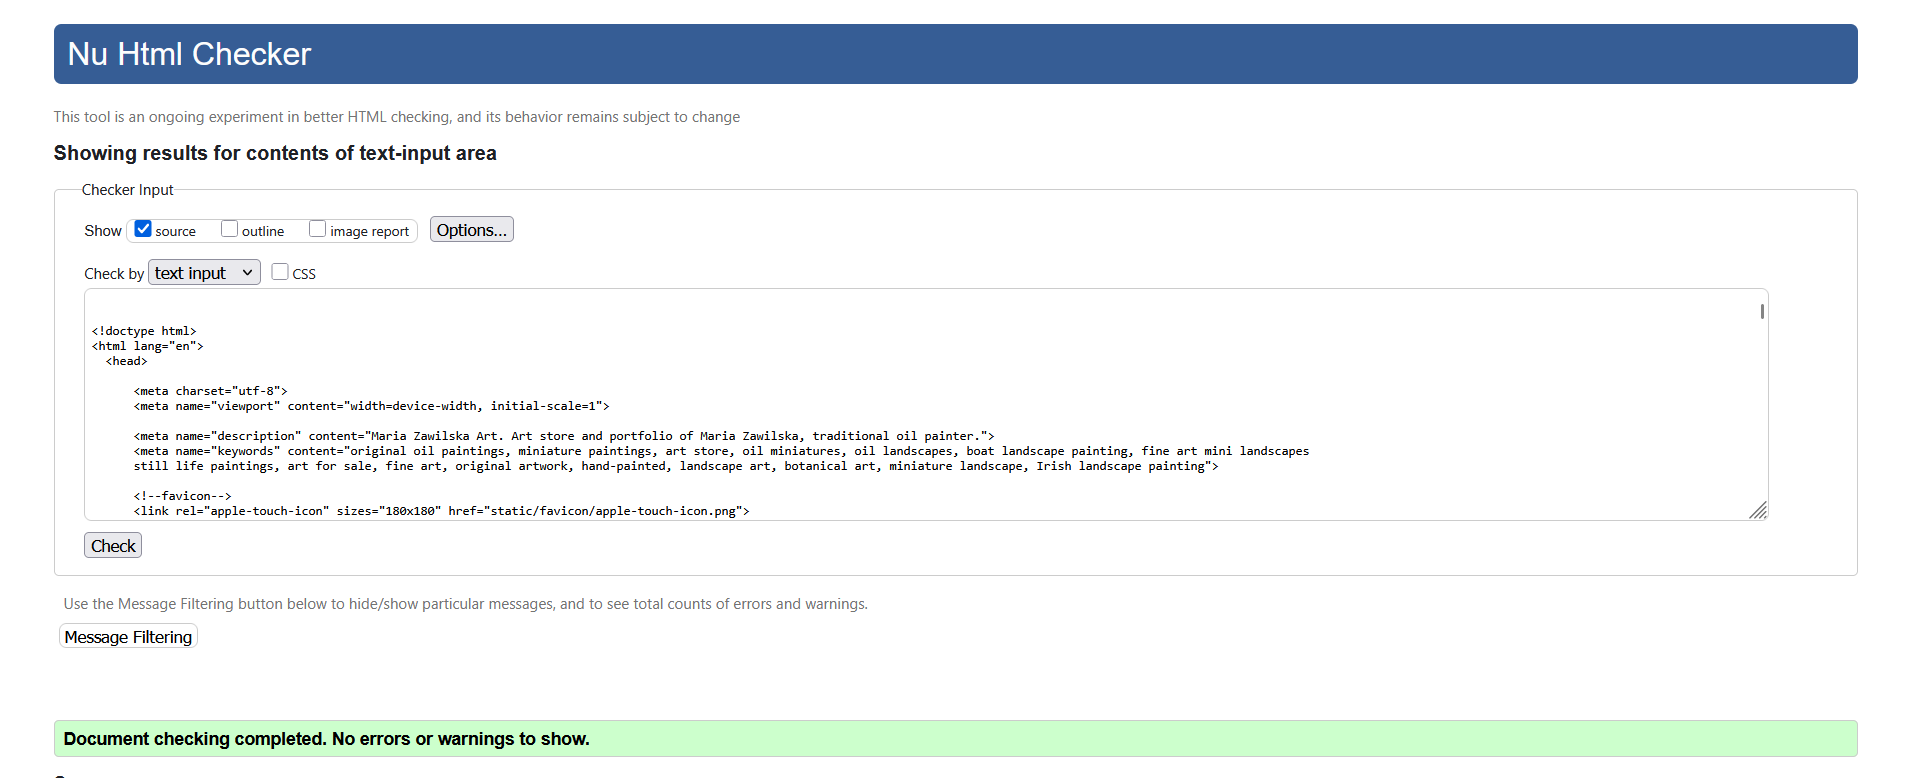 Nu Html Checker
This tool is an ongoing experiment in better HTML checking, and its behavior remains subject to change
Showing results for contents of text-input area
Checker Input
Show source outline image report Options...
Check by text input CSS
<!doctype html>
<html lang="en">
<head>
<meta charset="utf-8">
<meta name="viewport" content="width=device-width, initial-scale=1">
<meta name="description" content="Maria Zawilska Art. Art store and portfolio of Maria Zawilska, traditional oil painter.">
<meta name="keywords" content="original oil paintings, miniature paintings, art store, oil miniatures, oil landscapes, boat landscape painting, fine art mini landscapes
still life paintings, art for sale, fine art, original artwork, hand-painted, landscape art, botanical art, miniature landscape, Irish landscape painting">
<!--favicon-->
<link rel="apple-touch-icon" sizes="180x180" href="static/favicon/apple-touch-icon.png">
Check
Use the Message Filtering button below to hide/show particular messages, and to see total counts of errors and warnings.
Message Filtering
Document checking completed. No errors or warnings to show.